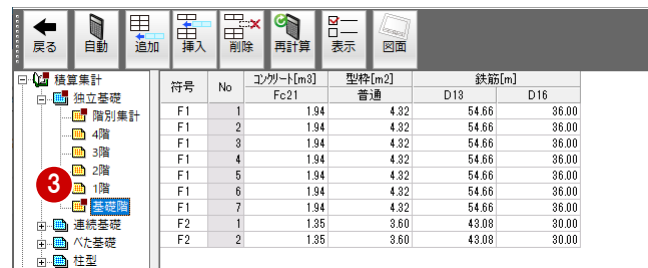 戻る 自動 追加 挿入 削除 再計算 表示 図面
積算集計
独立基礎
階別集計
4階
3階
2階
1階
3
基礎階
連続基礎
べた基礎
柱型
符号 No コンクリート[m3] 型枠[m2] 鉄筋[m]
Fc21 普通 D13 D16
F1 1 1.94 4.32 54.66 36.00
F1 2 1.94 4.32 54.66 36.00
F1 3 1.94 4.32 54.66 36.00
F1 4 1.94 4.32 54.66 36.00
F1 5 1.94 4.32 54.66 36.00
F1 6 1.94 4.32 54.66 36.00
F1 7 1.94 4.32 54.66 36.00
F2 1 1.35 3.60 43.08 30.00
F2 2 1.35 3.60 43.08 30.00